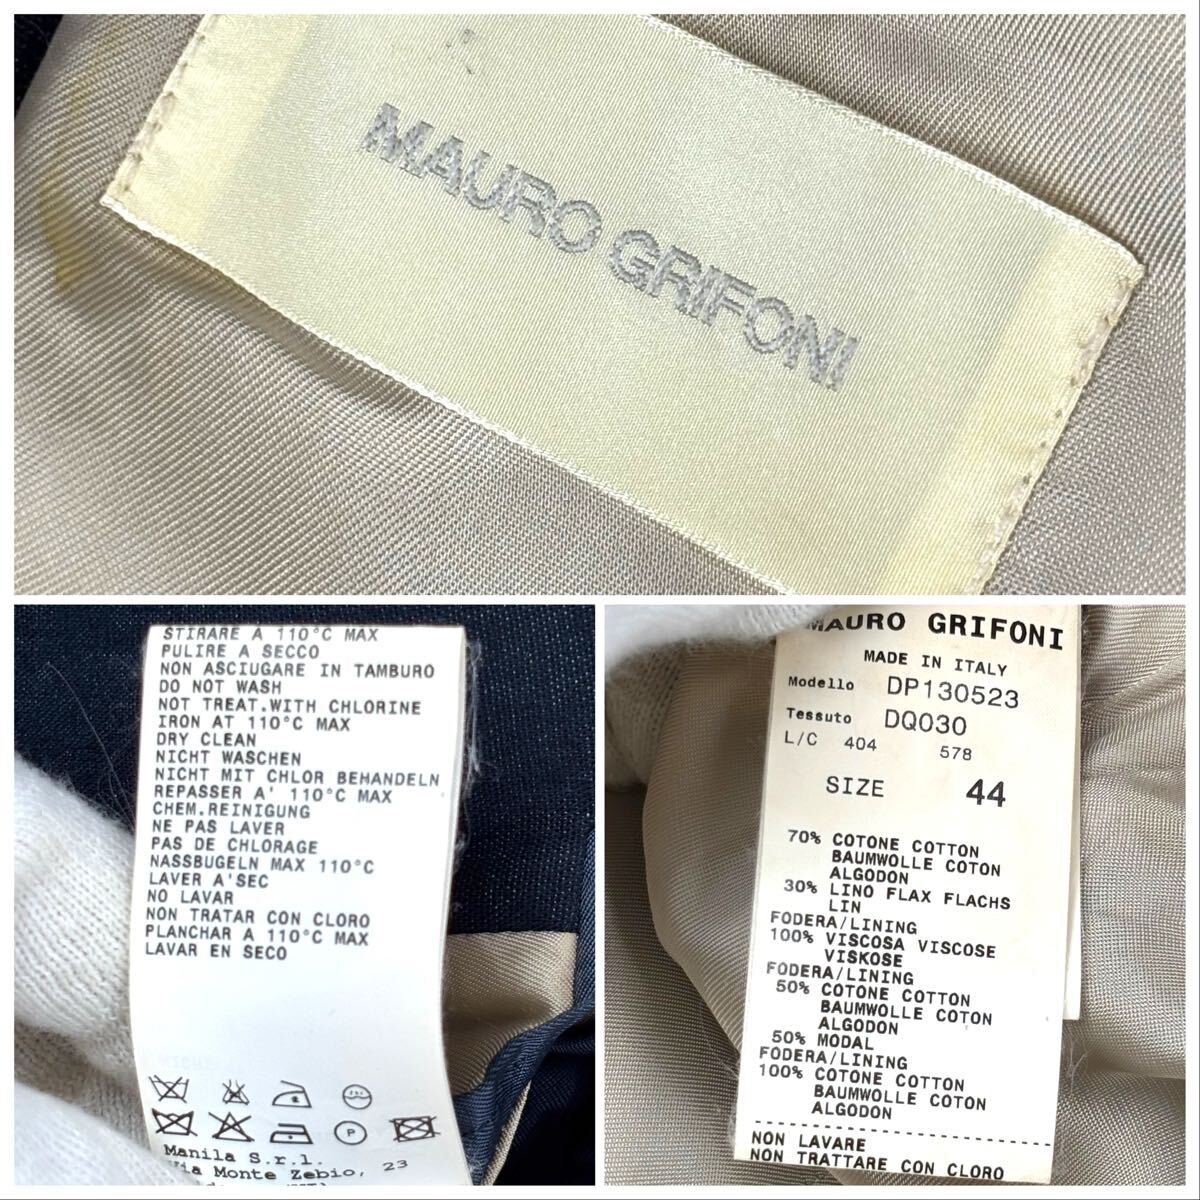 MAURO GRIFONI
STIRARE A 110°C MAX
PULIRE A SECCO
NON ASCIUGARE IN TAMBURO
DO NOT WASH
NOT TREAT.WITH CHLORINE
IRON AT 110°C MAX
DRY CLEAN
NICHT WASCHEN
NICHT MIT CHLOR BEHANDELN
REPASSER A' 110°C MAX
CHEM.REINIGUNG
NE PAS LAVER
PAS DE CHLORAGE
NASSBUGELN MAX 110°C
LAVER A'SEC
NO LAVAR
NON TRATAR CON CLORO
PLANCHAR A 110°C MAX
LAVAR EN SECO
P
Manila S.r.l.
Via Monte Zebio, 23
MAURO GRIFONI
MADE IN ITALY
Modello DP130523
Tessuto DQ030
L/C 404 578
SIZE 44
70% COTONE COTTON
BAUMWOLLE COTON
ALGODON
30% LINO FLAX FLACHS
LIN
FODERA/LINING
100% VISCOSA VISCOSE
VISKOSE
FODERA/LINING
50% COTONE COTTON
BAUMWOLLE COTON
ALGODON
50% MODAL
FODERA/LINING
100% COTONE COTTON
BAUMWOLLE COTON
ALGODON
NON LAVARE
NON TRATTARE CON CLORO